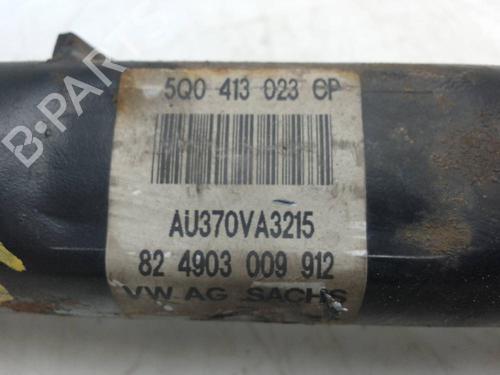 5Q0 413 023 CP
AU370VA3215
82 4903 009 912
VW AG SACHS
B-PARTS